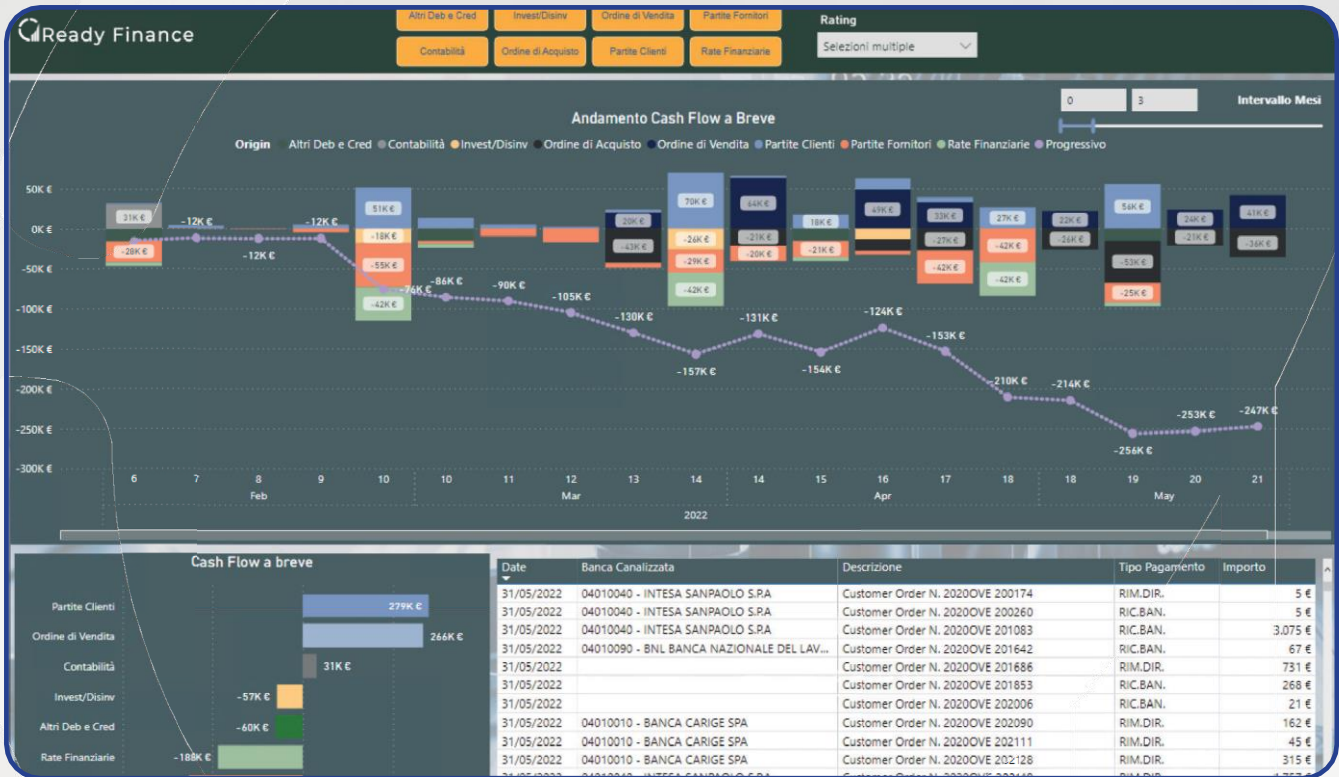 Ready Finance
Altri Deb e Cred Invest/Disinv Ordine di Vendita Partite Fornitori
Contabilità Ordine di Acquisto Partite Clienti Rate Finanziarie
Rating
Selezioni multiple
0 3 Intervallo Mesi
Andamento Cash Flow a Breve
Origin Altri Deb e Cred Contabilità Invest/Disinv Ordine di Acquisto Ordine di Vendita Partite Clienti Partite Fornitori Rate Finanziarie Progressivo
50K €
0K €
-50K €
-100K €
-150K €
-200K €
-250K €
-300K €
31K € -28K €
-12K € -12K € -12K €
51K € -18K € -55K € -42K € -76K €
-86K € -90K € -105K €
20K € -43K € -130K €
70K € -26K € -29K € -42K € -157K €
64K € -21K € -20K € -131K €
18K € -21K € -154K €
49K € -124K €
33K € -27K € -42K € -153K €
27K € -42K € -42K € -210K €
22K € -26K € -214K €
56K € -53K € -25K € -256K €
24K € -21K € -253K €
41K € -36K € -247K €
6 7 8 9 10 10 11 12 13 14 14 15 16 17 18 18 19 20 21
Feb Mar Apr May
2022
Cash Flow a breve
Partite Clienti 279K €
Ordine di Vendita 266K €
Contabilità 31K €
Invest/Disinv -57K €
Altri Deb e Cred -60K €
Rate Finanziarie -188K €
Date Banca Canalizzata Descrizione Tipo Pagamento Importo
31/05/2022 04010040 - INTESA SANPAOLO S.P.A Customer Order N. 2020OVE 200174 RIM.DIR. 5 €
31/05/2022 04010040 - INTESA SANPAOLO S.P.A Customer Order N. 2020OVE 200260 RIC.BAN. 5 €
31/05/2022 04010040 - INTESA SANPAOLO S.P.A Customer Order N. 2020OVE 201083 RIC.BAN. 3.075 €
31/05/2022 04010090 - BNL BANCA NAZIONALE DEL LAV... Customer Order N. 2020OVE 201642 RIC.BAN. 67 €
31/05/2022 Customer Order N. 2020OVE 201686 RIM.DIR. 731 €
31/05/2022 Customer Order N. 2020OVE 201853 RIC.BAN. 268 €
31/05/2022 Customer Order N. 2020OVE 202006 RIC.BAN. 21 €
31/05/2022 04010010 - BANCA CARIGE SPA Customer Order N. 2020OVE 202090 RIM.DIR. 162 €
31/05/2022 04010010 - BANCA CARIGE SPA Customer Order N. 2020OVE 202111 RIM.DIR. 45 €
31/05/2022 04010010 - BANCA CARIGE SPA Customer Order N. 2020OVE 202128 RIM.DIR. 315 €